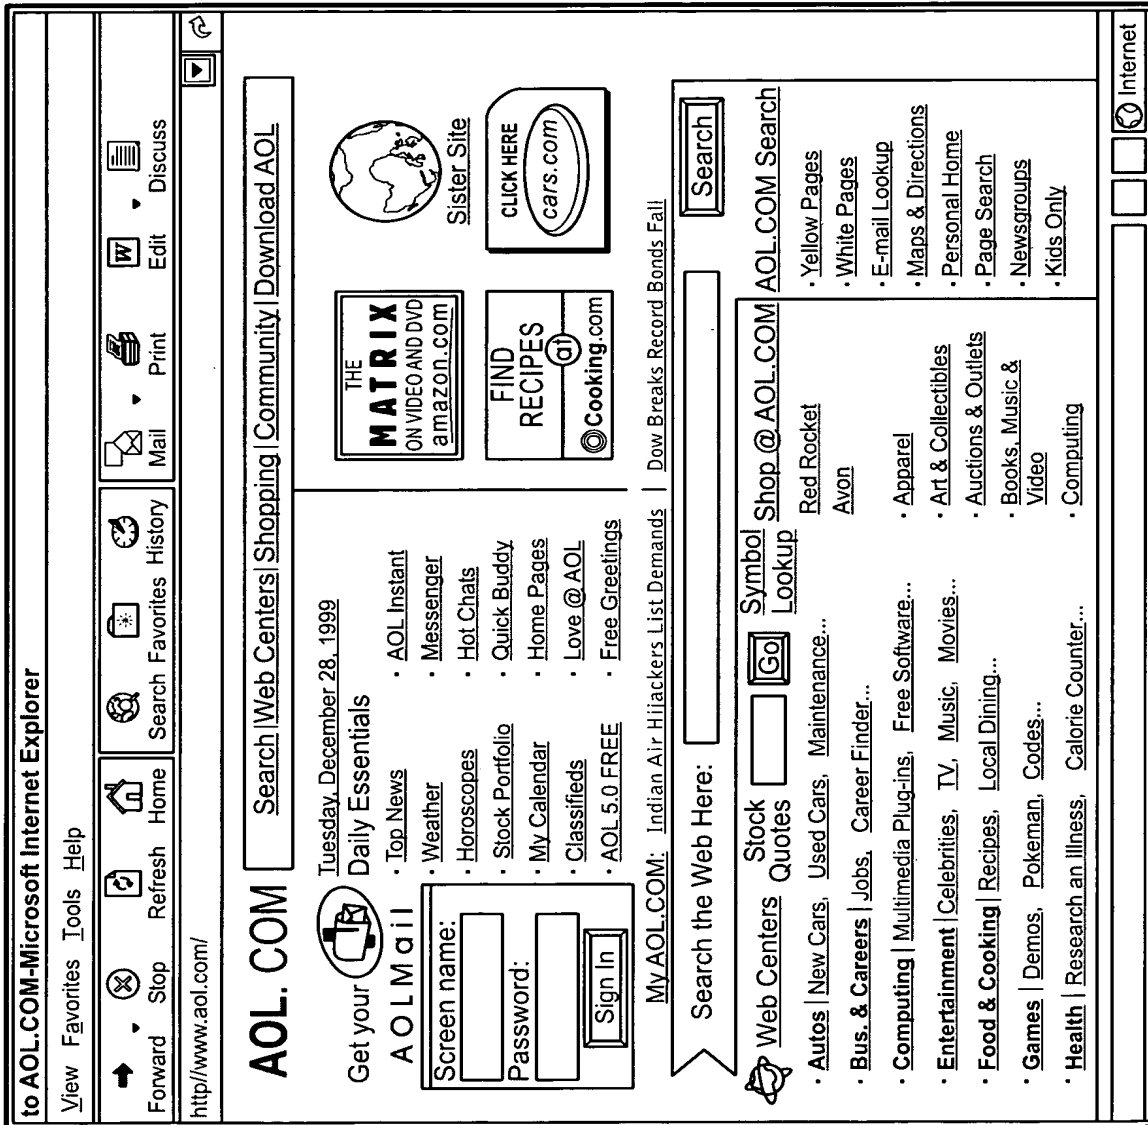 to AOL.COM-Microsoft Internet Explorer
View Favorites Tools Help
Forward Stop Refresh Home Search Favorites History Mail Print Edit Discuss
http//www.aol.com/
AOL. COM
Search | Web Centers | Shopping | Community | Download AOL
Get your
AOLMail
Screen name:
Password:
Sign In
Tuesday, December 28, 1999
Daily Essentials
· Top News
· Weather
· Horoscopes
· Stock Portfolio
· My Calendar
· Classifieds
· AOL 5.0 FREE
· AOL Instant
· Messenger
· Hot Chats
· Quick Buddy
· Home Pages
· Love @ AOL
· Free Greetings
THE
MATRIX
ON VIDEO AND DVD
amazon.com
Sister Site
FIND
RECIPES
at
Cooking.com
CLICK HERE
cars.com
My AOL.COM: Indian Air Hijackers List Demands | Dow Breaks Record Bonds Fall
Search the Web Here: Search
Web Centers
Stock
Quotes
Go
Symbol
Lookup
· Autos | New Cars, Used Cars, Maintenance...
· Bus. & Careers | Jobs, Career Finder...
· Computing | Multimedia Plug-ins, Free Software...
· Entertainment | Celebrities, TV, Music, Movies...
· Food & Cooking | Recipes, Local Dining...
· Games | Demos, Pokeman, Codes...
· Health | Research an Illness, Calorie Counter...
Shop @ AOL.COM
Red Rocket
Avon
· Apparel
· Art & Collectibles
· Auctions & Outlets
· Books, Music &
Video
· Computing
AOL.COM Search
· Yellow Pages
· White Pages
· E-mail Lookup
· Maps & Directions
· Personal Home
· Page Search
· Newsgroups
· Kids Only
Internet